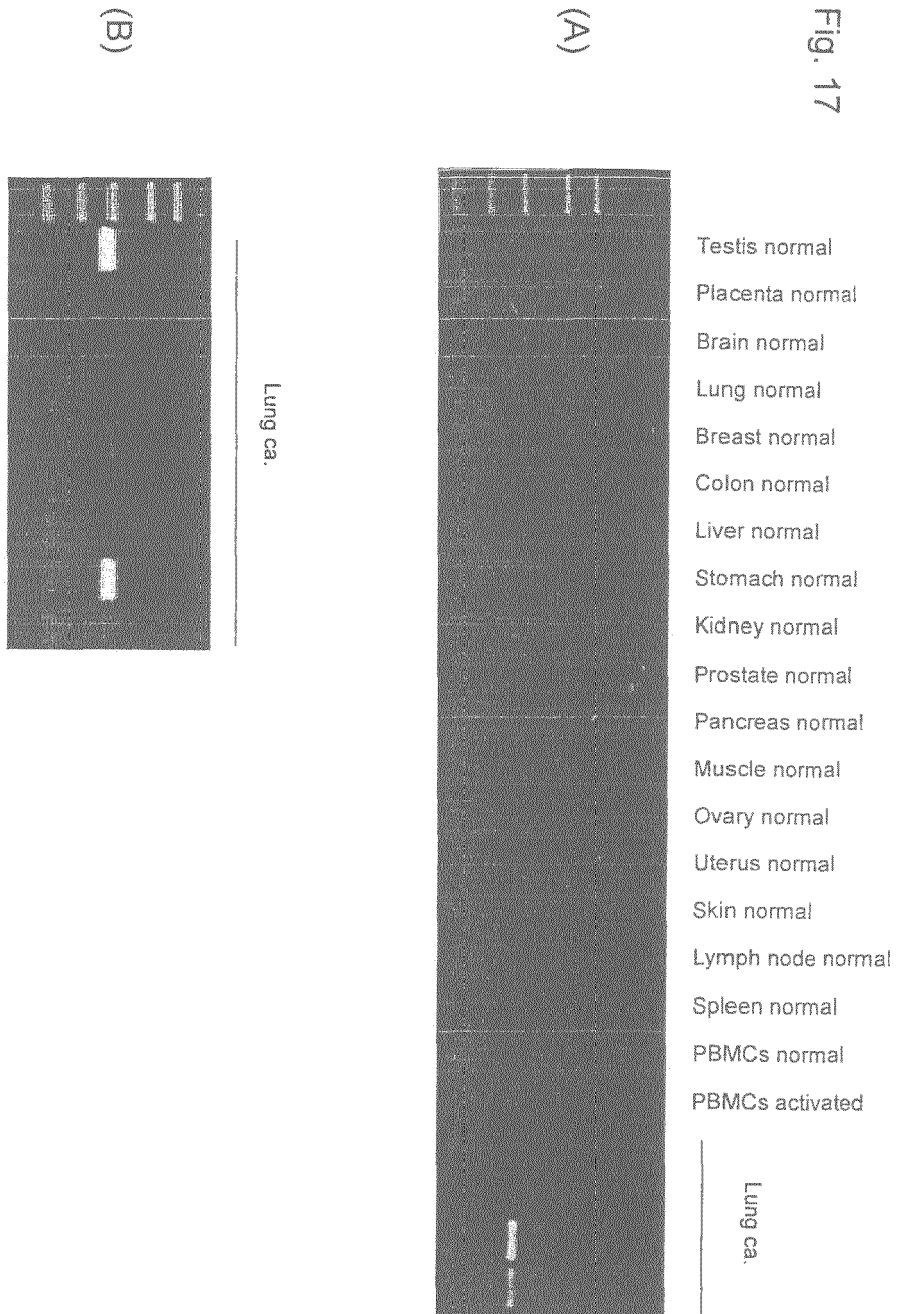 Fig. 17
(A)
Testis normal
Placenta normal
Brain normal
Lung normal
Breast normal
Colon normal
Liver normal
Stomach normal
Kidney normal
Prostate normal
Pancreas normal
Muscle normal
Ovary normal
Uterus normal
Skin normal
Lymph node normal
Spleen normal
PBMCs normal
PBMCs activated
Lung ca.
(B)
Lung ca.